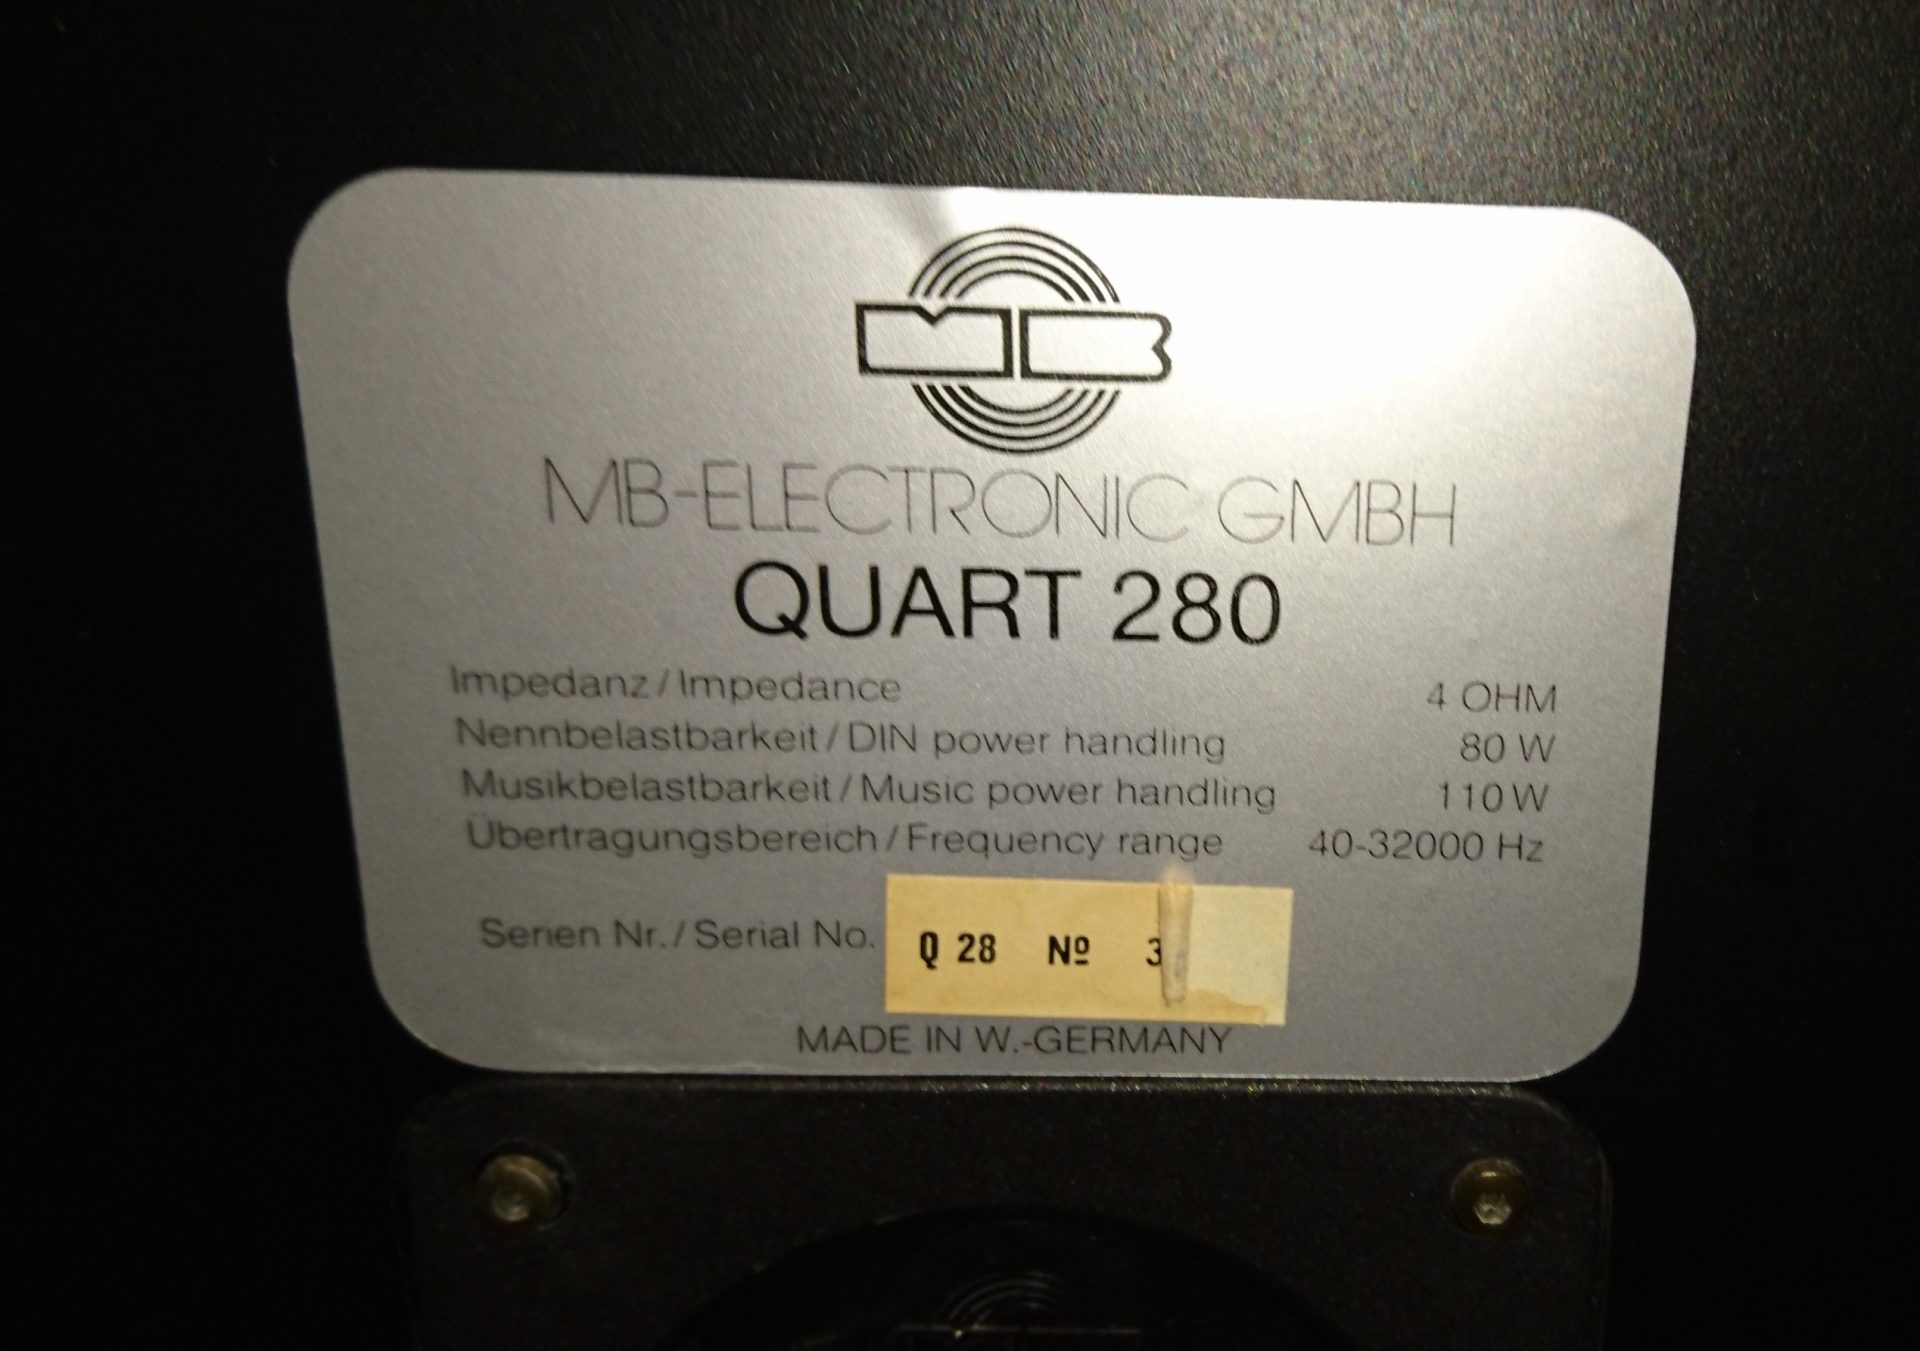 MB
MB-ELECTRONIC GMBH
QUART 280
Impedanz / Impedance 4 OHM
Nennbelastbarkeit / DIN power handling 80 W
Musikbelastbarkeit / Music power handling 110 W
Übertragungsbereich / Frequency range 40-32000 Hz
Serien Nr. / Serial No. Q 28 Nº 3
MADE IN W.-GERMANY